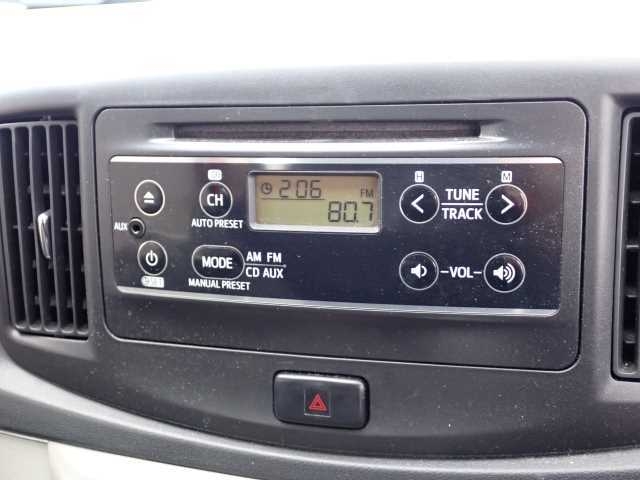 CH
AUTO PRESET
AUX
MODE
AM FM
CD AUX
MANUAL PRESET
2:06
FM
80.7
H
M
TUNE
TRACK
VOL